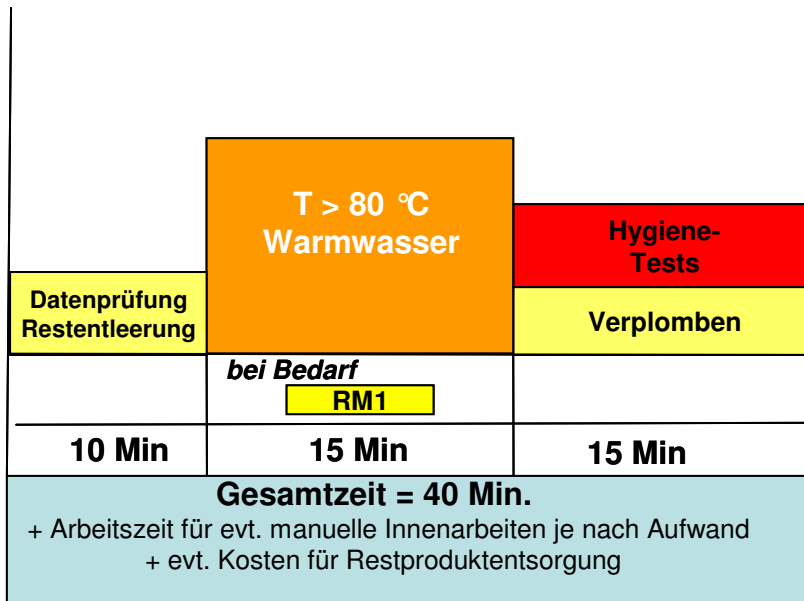 T > 80 °C
Warmwasser
Hygiene-
Tests
Datenprüfung
Restentleerung
Verplomben
bei Bedarf
RM1
10 Min
15 Min
15 Min
Gesamtzeit = 40 Min.
+ Arbeitszeit für evt. manuelle Innenarbeiten je nach Aufwand
+ evt. Kosten für Restproduktentsorgung